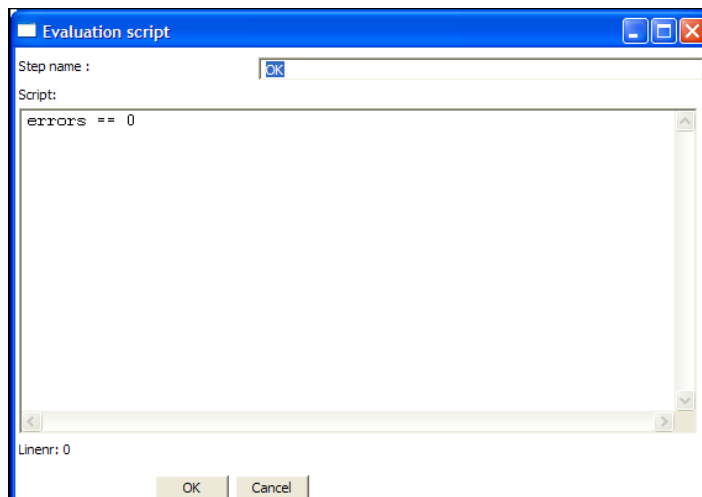 Evaluation script
Step name :
OK
Script:
errors == 0
Linenr: 0
OK
Cancel